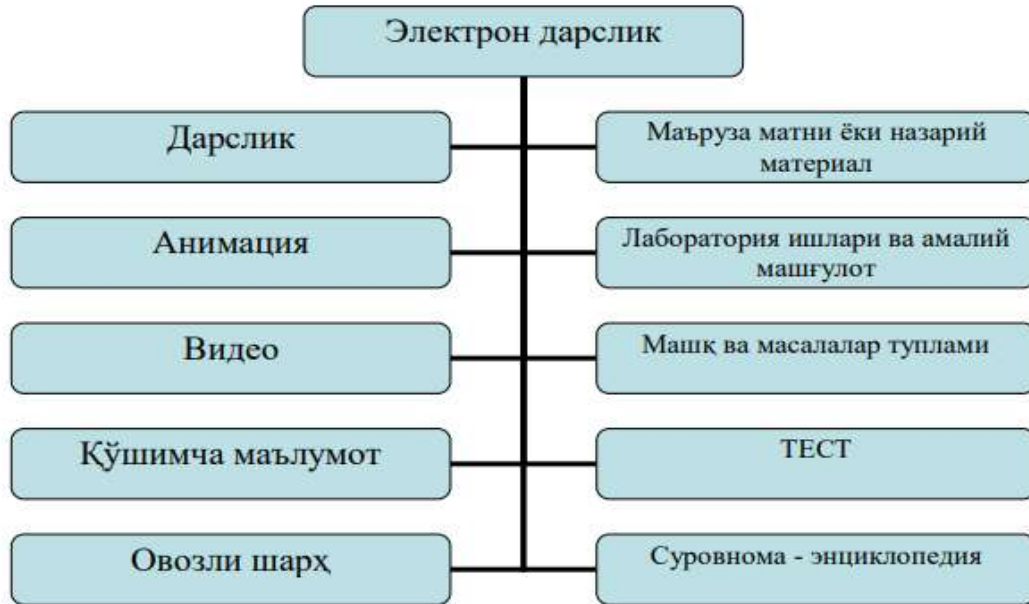 Электрон дарслик
Дарслик
Маъруза матни ёки назарий
материал
Анимация
Лаборатория ишлари ва амалий
машғулот
Видео
Машқ ва масалалар туплами
Қўшимча маълумот
ТЕСТ
Овозли шарҳ
Суровнома - энциклопедия